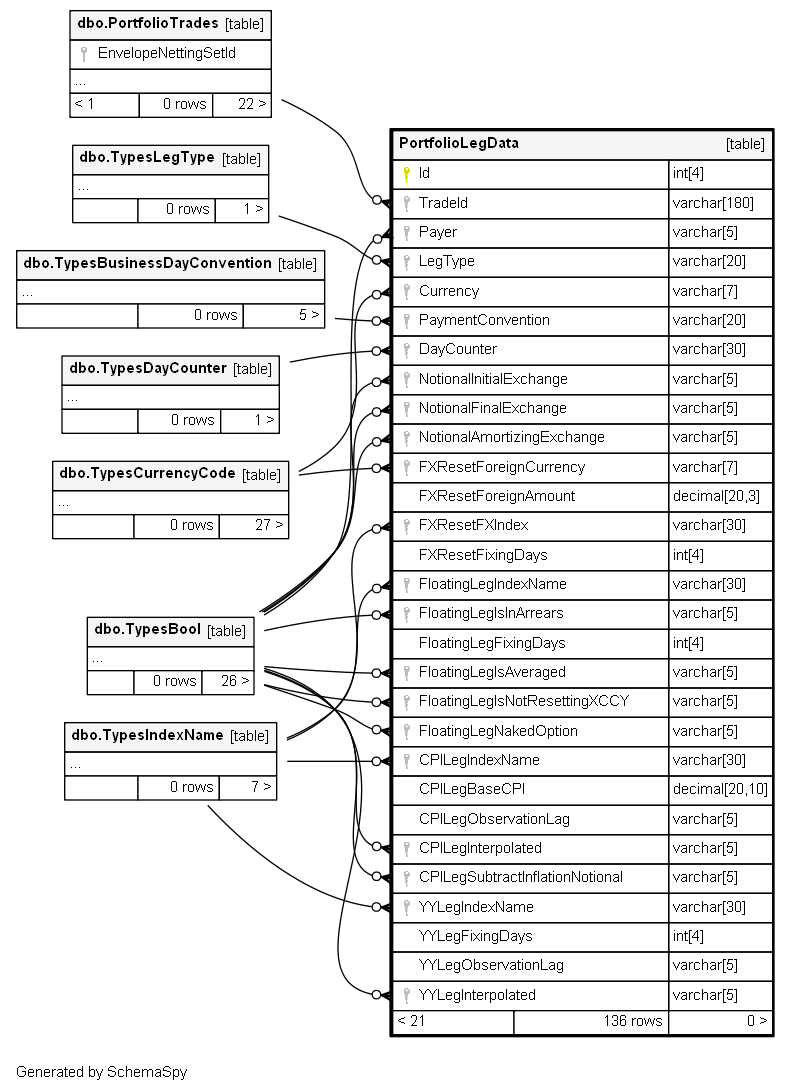 dbo.PortfolioTrades [table]
EnvelopeNettingSetId
...
< 1 0 rows 22 >
dbo.TypesLegType [table]
...
0 rows 1 >
dbo.TypesBusinessDayConvention [table]
...
0 rows 5 >
dbo.TypesDayCounter [table]
...
0 rows 1 >
dbo.TypesCurrencyCode [table]
...
0 rows 27 >
dbo.TypesBool [table]
...
0 rows 26 >
dbo.TypesIndexName [table]
...
0 rows 7 >
PortfolioLegData [table]
Id int[4]
TradeId varchar[180]
Payer varchar[5]
LegType varchar[20]
Currency varchar[7]
PaymentConvention varchar[20]
DayCounter varchar[30]
NotionalInitialExchange varchar[5]
NotionalFinalExchange varchar[5]
NotionalAmortizingExchange varchar[5]
FXResetForeignCurrency varchar[7]
FXResetForeignAmount decimal[20,3]
FXResetFXIndex varchar[30]
FXResetFixingDays int[4]
FloatingLegIndexName varchar[30]
FloatingLegIsInArrears varchar[5]
FloatingLegFixingDays int[4]
FloatingLegIsAveraged varchar[5]
FloatingLegIsNotResettingXCCY varchar[5]
FloatingLegNakedOption varchar[5]
CPILegIndexName varchar[30]
CPILegBaseCPI decimal[20,10]
CPILegObservationLag varchar[5]
CPILegInterpolated varchar[5]
CPILegSubtractInflationNotional varchar[5]
YYLegIndexName varchar[30]
YYLegFixingDays int[4]
YYLegObservationLag varchar[5]
YYLegInterpolated varchar[5]
< 21 136 rows 0 >
Generated by SchemaSpy